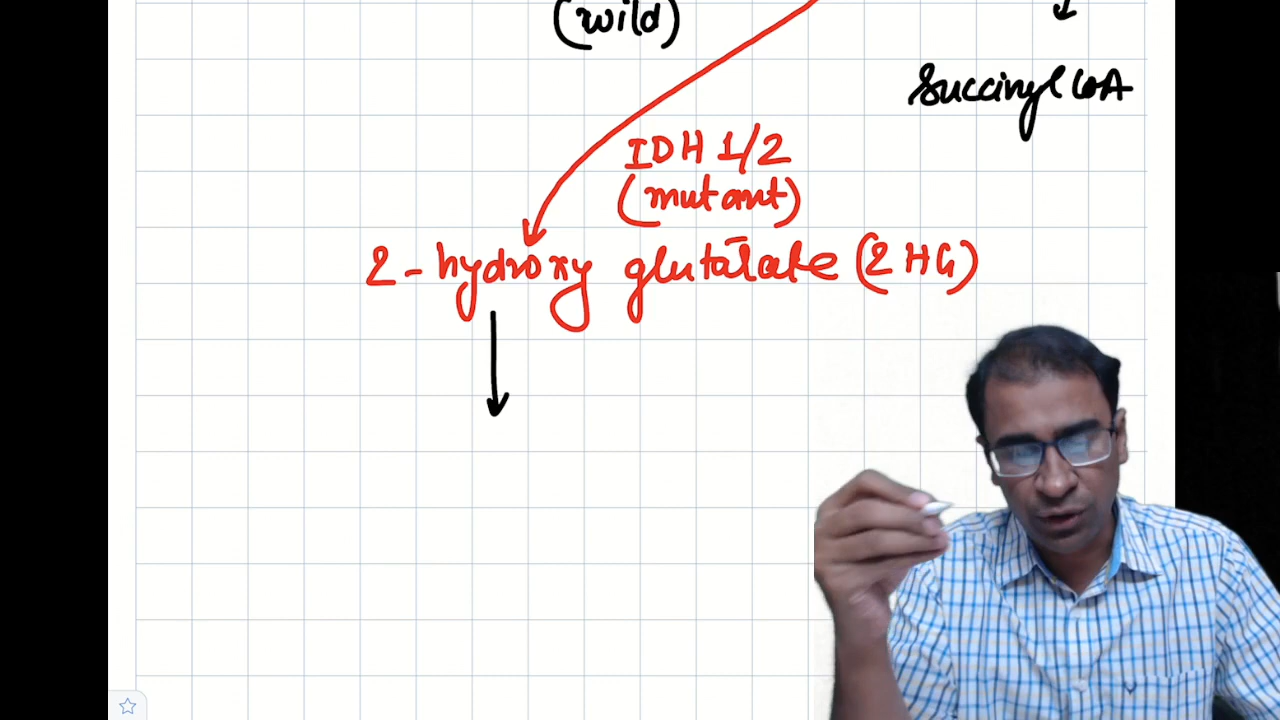 (wild)
Succinyl CoA
IDH 1/2
(mutant)
2-hydroxy glutarate (2HG)